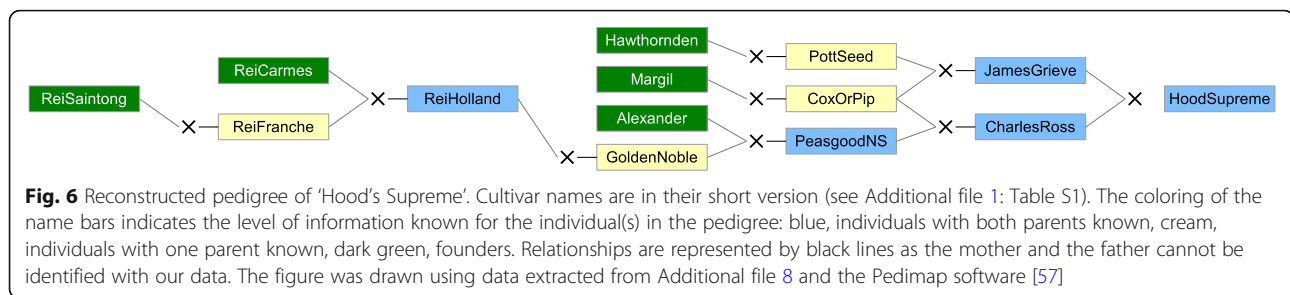 Hawthornden
PottSeed
ReiCarmes
Margil
JamesGrieve
ReiSaintong
ReiHolland
CoxOrPip
HoodSupreme
Alexander
ReiFranche
CharlesRoss
PeasgoodNS
GoldenNoble
Fig. 6 Reconstructed pedigree of ‘Hood’s Supreme’. Cultivar names are in their short version (see Additional file 1: Table S1). The coloring of the
name bars indicates the level of information known for the individual(s) in the pedigree: blue, individuals with both parents known, cream,
individuals with one parent known, dark green, founders. Relationships are represented by black lines as the mother and the father cannot be
identified with our data. The figure was drawn using data extracted from Additional file 8 and the Pedimap software [57]